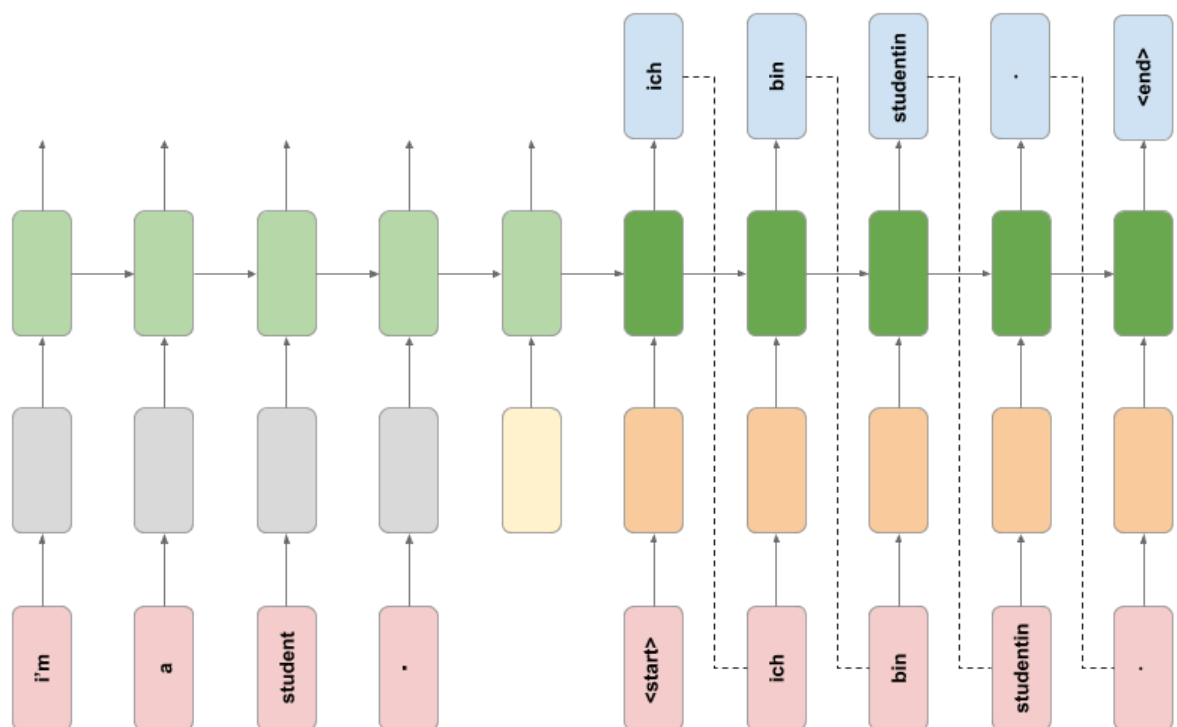 ich
bin
studentin
.
<end>
i'm
a
student
.
<start>
ich
bin
studentin
.